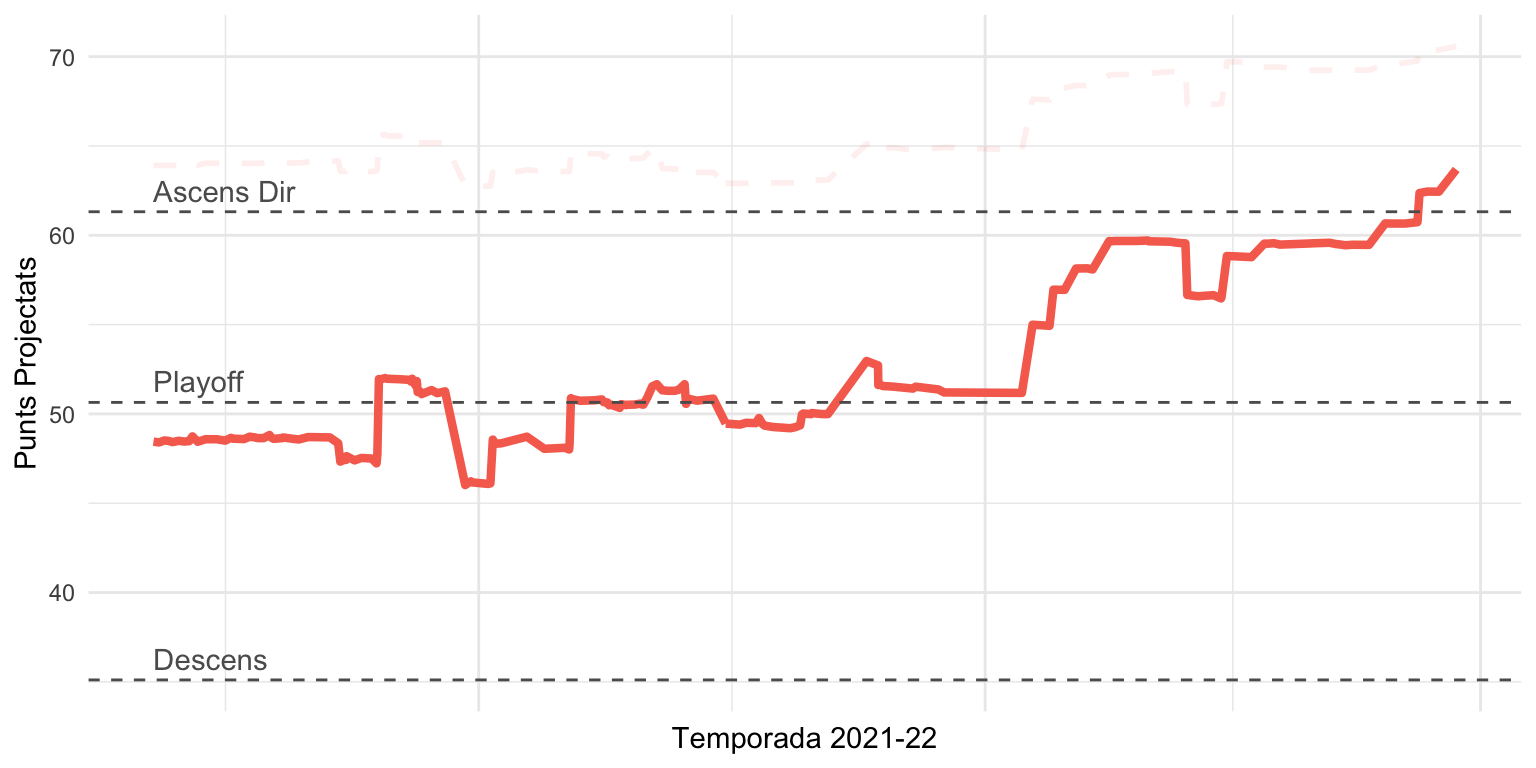 70
60
50
40
Punts Projectats
Ascens Dir
Playoff
Descens
Temporada 2021-22